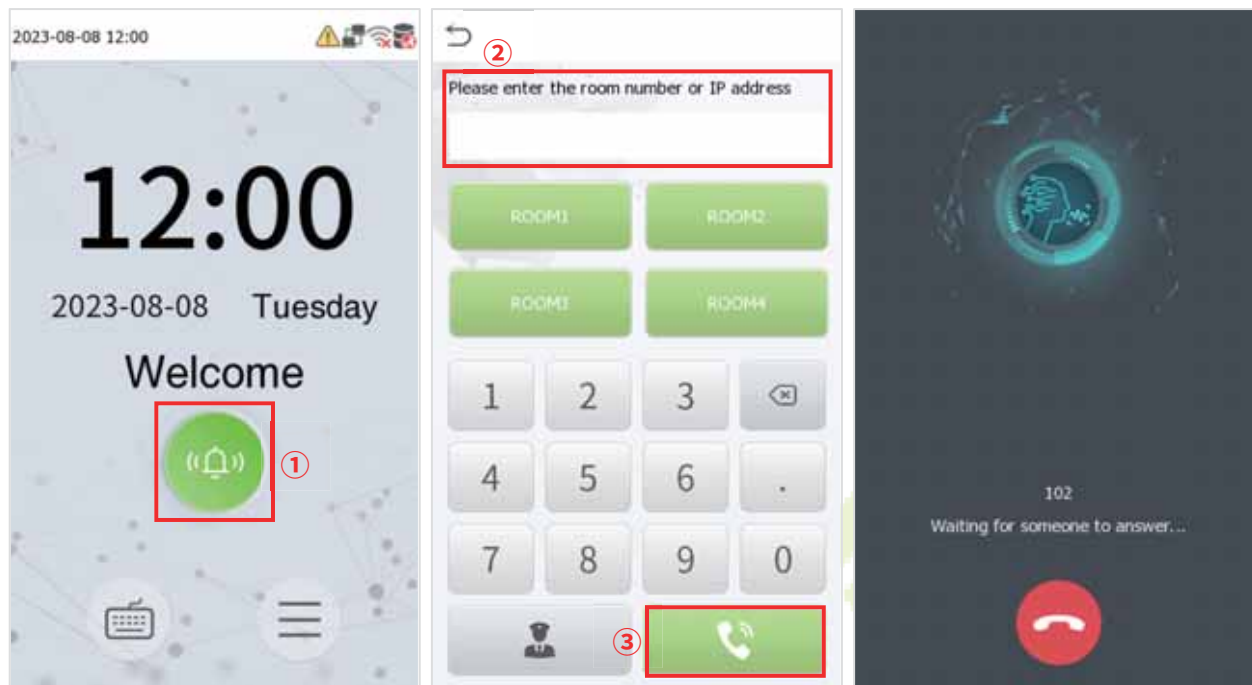 2023-08-08 12:00
12:00
2023-08-08 Tuesday
Welcome
①
②
Please enter the room number or IP address
ROOM1 ROOM2
ROOM3 ROOM4
1 2 3
4 5 6 .
7 8 9 0
③
102
Waiting for someone to answer...